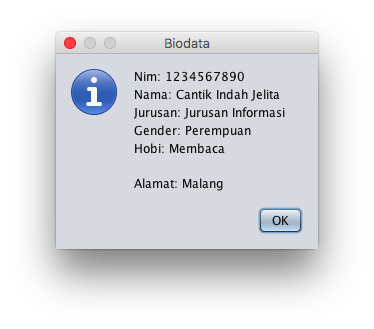 Biodata
Nim: 1234567890
Nama: Cantik Indah Jelita
Jurusan: Jurusan Informasi
Gender: Perempuan
Hobi: Membaca
Alamat: Malang
OK